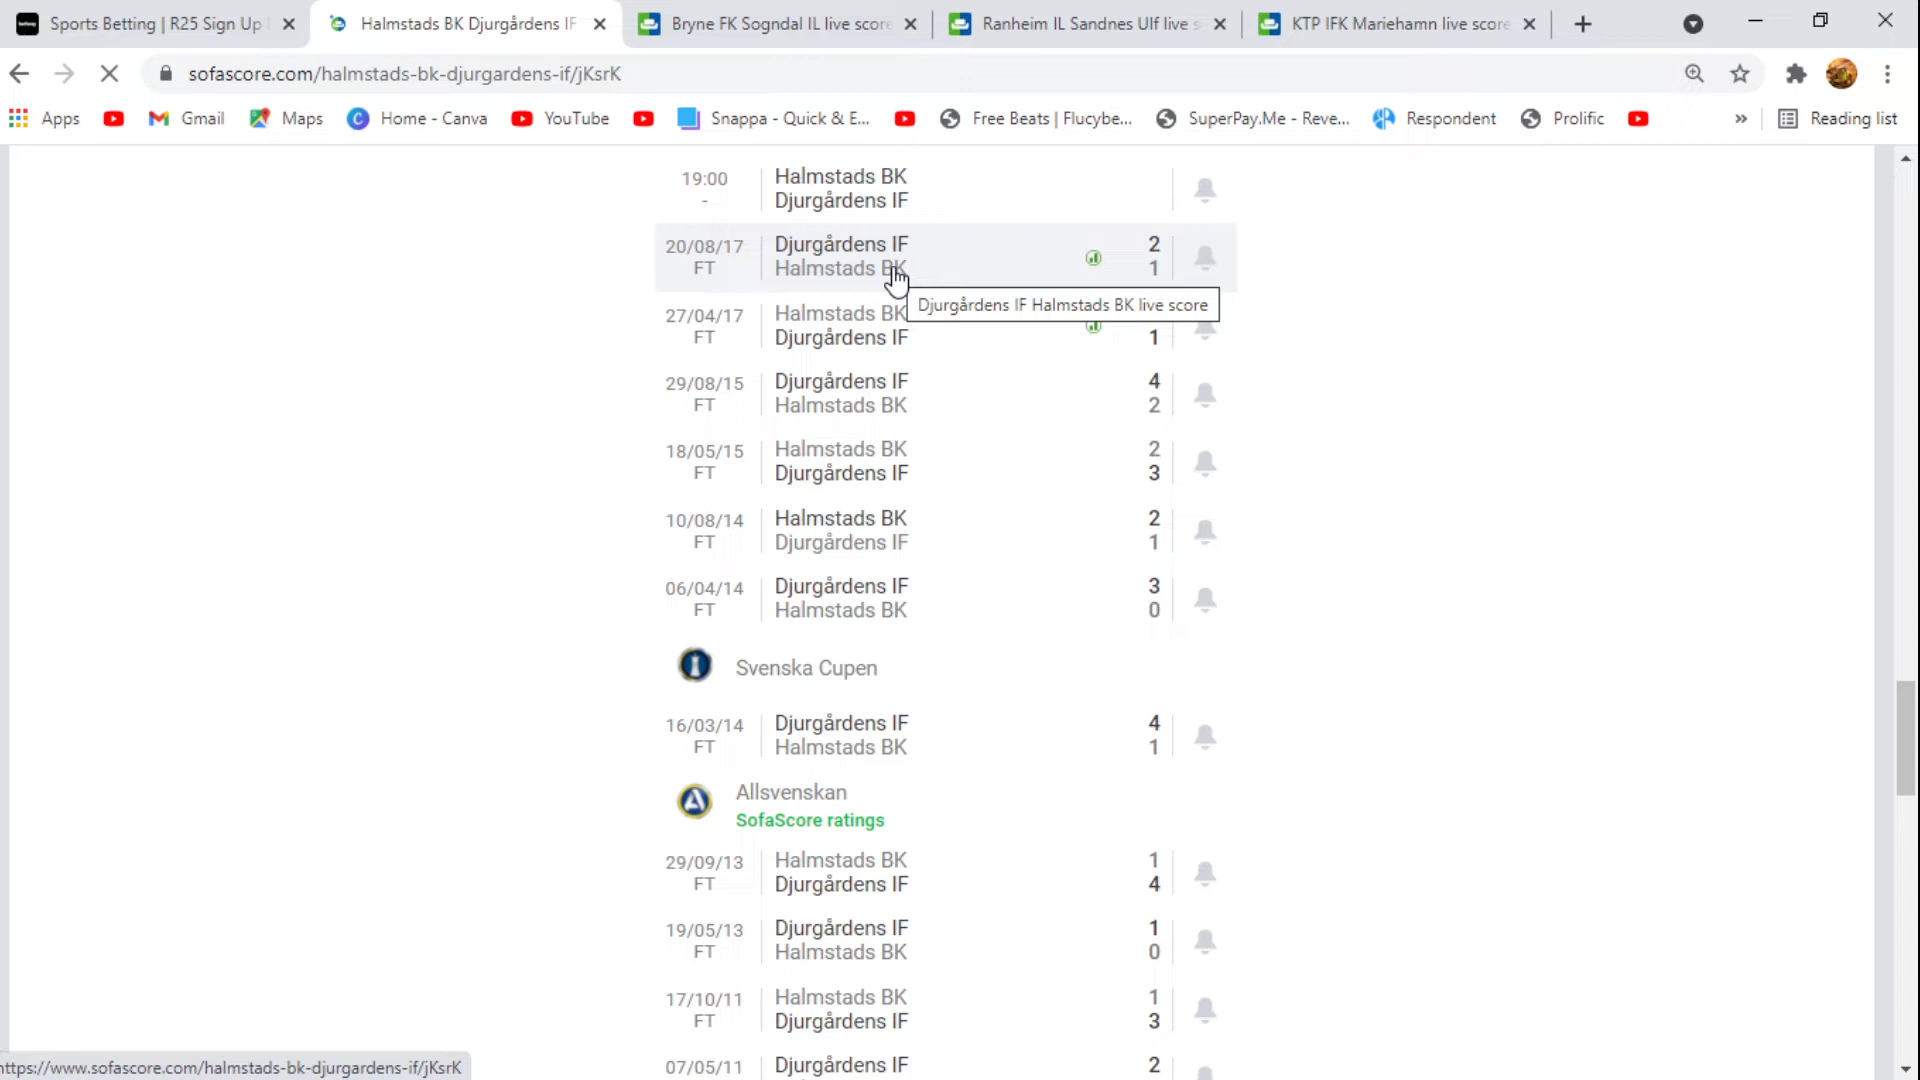 Sports Betting | R25 Sign Up
Halmstads BK Djurgårdens IF
Bryne FK Sogndal IL live score
Ranheim IL Sandnes Ulf live s
KTP IFK Mariehamn live score
sofascore.com/halmstads-bk-djurgardens-if/jKsrK
Apps
Gmail
Maps
Home - Canva
YouTube
Snappa - Quick & E...
Free Beats | Flucybe...
SuperPay.Me - Reve...
Respondent
Prolific
»
Reading list
19:00 Halmstads BK
- Djurgårdens IF
20/08/17 Djurgårdens IF 2
FT Halmstads BK 1
Djurgårdens IF Halmstads BK live score
27/04/17 Halmstads BK
FT Djurgårdens IF 1
29/08/15 Djurgårdens IF 4
FT Halmstads BK 2
18/05/15 Halmstads BK 2
FT Djurgårdens IF 3
10/08/14 Halmstads BK 2
FT Djurgårdens IF 1
06/04/14 Djurgårdens IF 3
FT Halmstads BK 0
Svenska Cupen
16/03/14 Djurgårdens IF 4
FT Halmstads BK 1
Allsvenskan
SofaScore ratings
29/09/13 Halmstads BK 1
FT Djurgårdens IF 4
19/05/13 Djurgårdens IF 1
FT Halmstads BK 0
17/10/11 Halmstads BK 1
FT Djurgårdens IF 3
07/05/11 Djurgårdens IF 2
https://www.sofascore.com/halmstads-bk-djurgardens-if/jKsrK